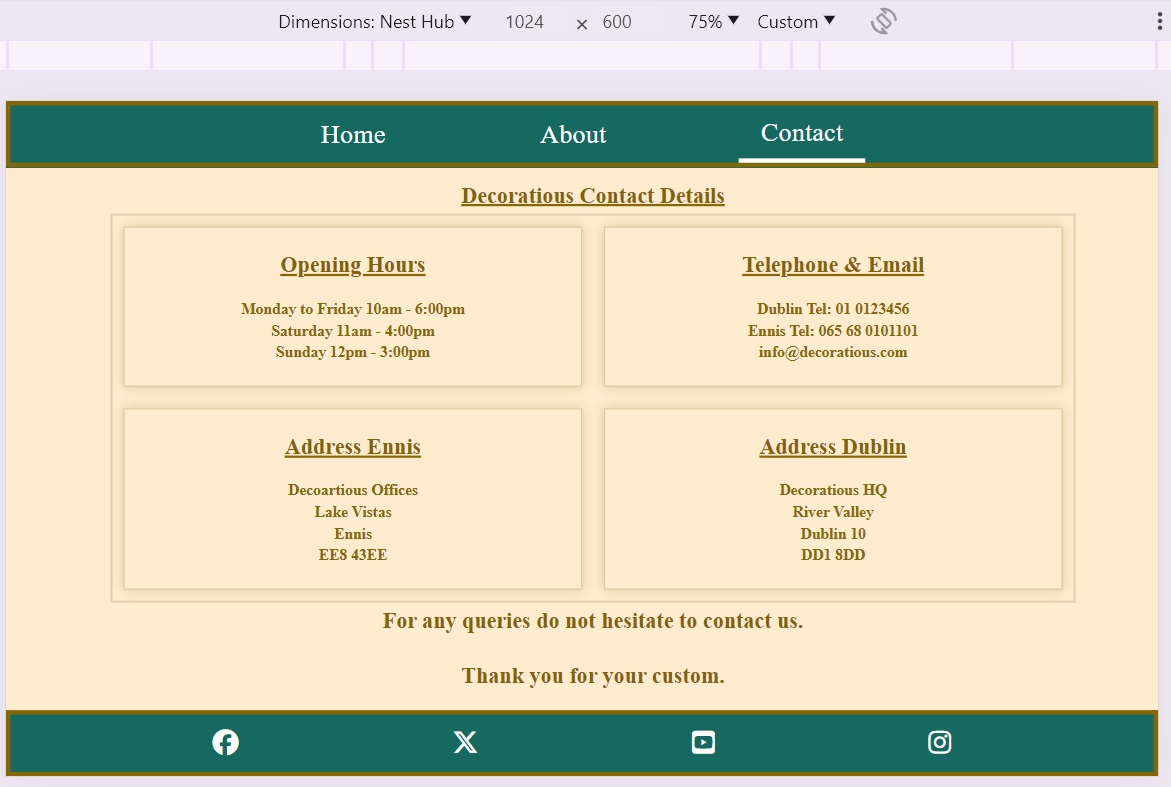 Dimensions: Nest Hub 1024 × 600 75% Custom
Home About Contact
Decoratious Contact Details
Opening Hours
Monday to Friday 10am - 6:00pm
Saturday 11am - 4:00pm
Sunday 12pm - 3:00pm
Telephone & Email
Dublin Tel: 01 0123456
Ennis Tel: 065 68 0101101
info@decoratious.com
Address Ennis
Decoartious Offices
Lake Vistas
Ennis
EE8 43EE
Address Dublin
Decoratious HQ
River Valley
Dublin 10
DD1 8DD
For any queries do not hesitate to contact us.
Thank you for your custom.